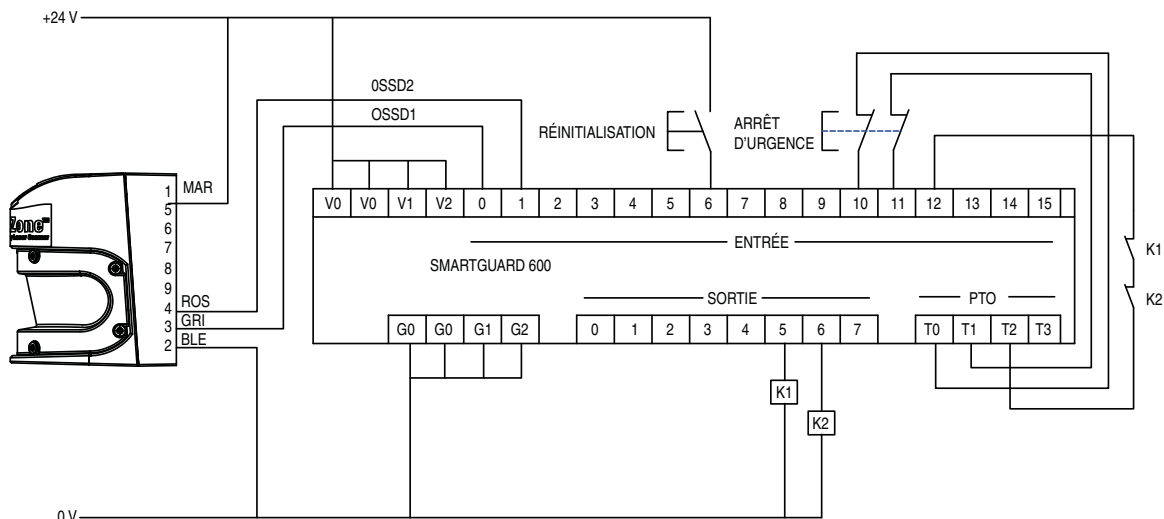 +24 V
0SSD2
OSSD1
RÉINITIALISATION
ARRÊT
D'URGENCE
1 MAR
5
6
7
8
9
4 ROS
3 GRI
2 BLE
Zone™
Laser Scanner
V0 V0 V1 V2 0 1 2 3 4 5 6 7 8 9 10 11 12 13 14 15
ENTRÉE
SMARTGUARD 600
SORTIE
PTO
G0 G0 G1 G2
0 1 2 3 4 5 6 7
T0 T1 T2 T3
K1
K2
K1
K2
0 V